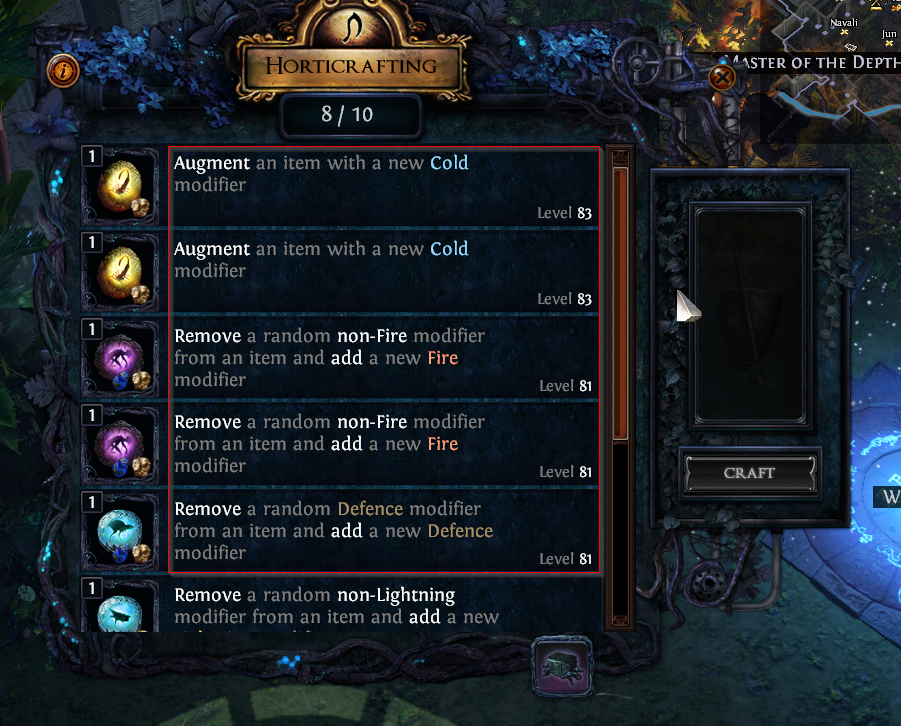 Navali
Jun
MASTER OF THE DEPTH
HORTICRAFTING
8 / 10
1
Augment an item with a new Cold
modifier
Level 83
1
Augment an item with a new Cold
modifier
Level 83
1
Remove a random non-Fire modifier
from an item and add a new Fire
modifier
Level 81
1
Remove a random non-Fire modifier
from an item and add a new Fire
modifier
Level 81
1
Remove a random Defence modifier
from an item and add a new Defence
modifier
Level 81
1
Remove a random non-Lightning
modifier from an item and add a new
CRAFT
W